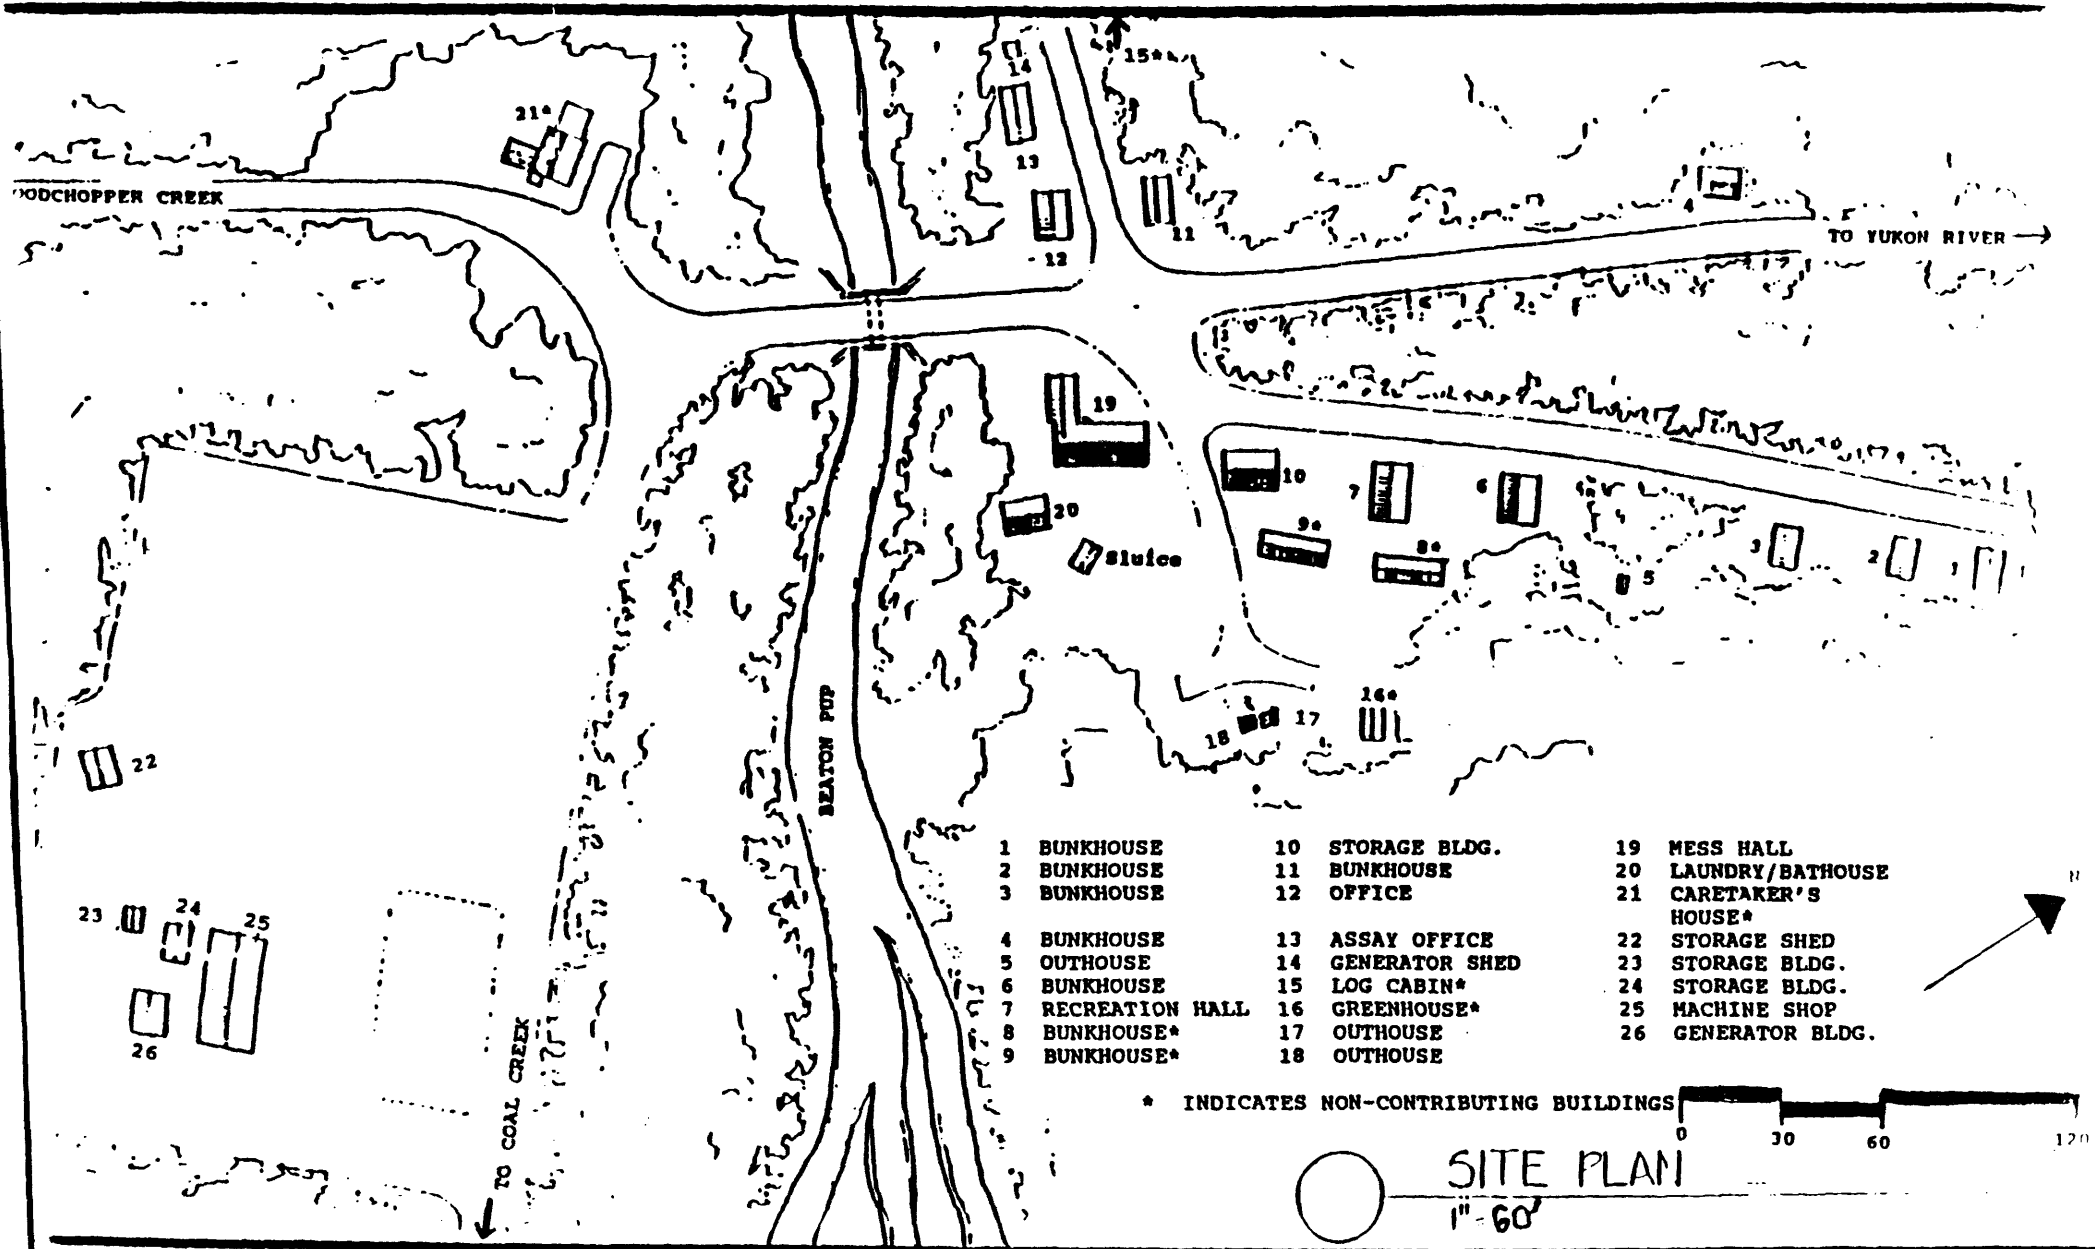 14
15*
21*
13
4
ODCHOPPER CREEK
11
TO YUKON RIVER
12
19
10
7
6
20
9*
8*
3
2
1
Sluice
5
BEATON PUP
16*
17
18
22
1 BUNKHOUSE 10 STORAGE BLDG. 19 MESS HALL
2 BUNKHOUSE 11 BUNKHOUSE 20 LAUNDRY/BATHOUSE
3 BUNKHOUSE 12 OFFICE 21 CARETAKER'S
HOUSE*
4 BUNKHOUSE 13 ASSAY OFFICE 22 STORAGE SHED
5 OUTHOUSE 14 GENERATOR SHED 23 STORAGE BLDG.
6 BUNKHOUSE 15 LOG CABIN* 24 STORAGE BLDG.
7 RECREATION HALL 16 GREENHOUSE* 25 MACHINE SHOP
8 BUNKHOUSE* 17 OUTHOUSE 26 GENERATOR BLDG.
9 BUNKHOUSE* 18 OUTHOUSE
N
23
24
25
26
TO COAL CREEK
* INDICATES NON-CONTRIBUTING BUILDINGS
0 30 60 120
SITE PLAN
1"-60'